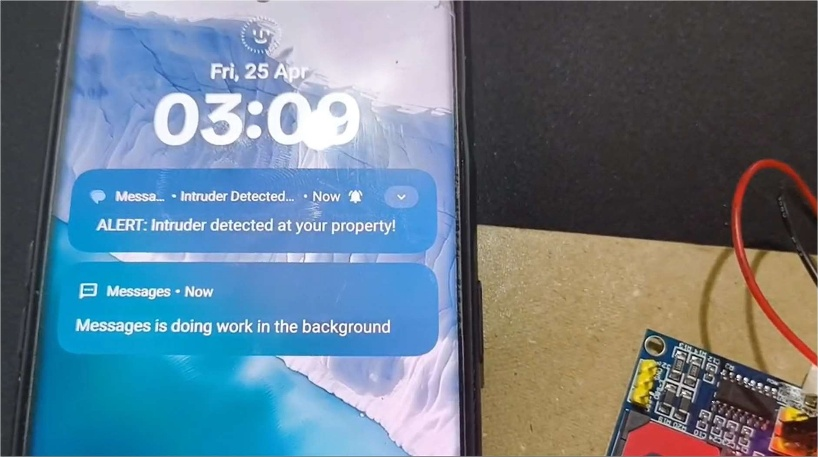 Fri, 25 Apr
03:09
Messa... • Intruder Detected... • Now
ALERT: Intruder detected at your property!
Messages • Now
Messages is doing work in the background